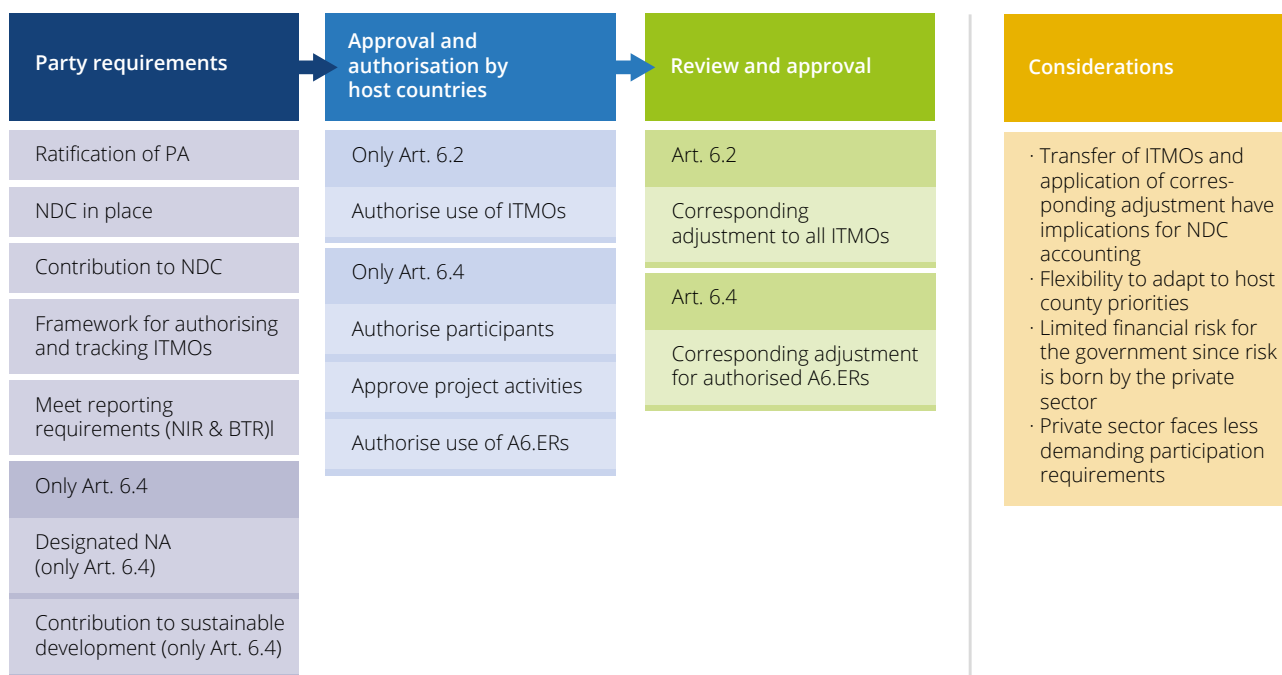 Party requirements
Ratification of PA
NDC in place
Contribution to NDC
Framework for authorising
and tracking ITMOs
Meet reporting
requirements (NIR & BTR)l
Only Art. 6.4
Designated NA
(only Art. 6.4)
Contribution to sustainable
development (only Art. 6.4)
Approval and
authorisation by
host countries
Only Art. 6.2
Authorise use of ITMOs
Only Art. 6.4
Authorise participants
Approve project activities
Authorise use of A6.ERs
Review and approval
Art. 6.2
Corresponding
adjustment to all ITMOs
Art. 6.4
Corresponding adjustment
for authorised A6.ERs
Considerations
· Transfer of ITMOs and
application of corres-
ponding adjustment have
implications for NDC
accounting
· Flexibility to adapt to host
county priorities
· Limited financial risk for
the government since risk
is born by the private
sector
· Private sector faces less
demanding participation
requirements